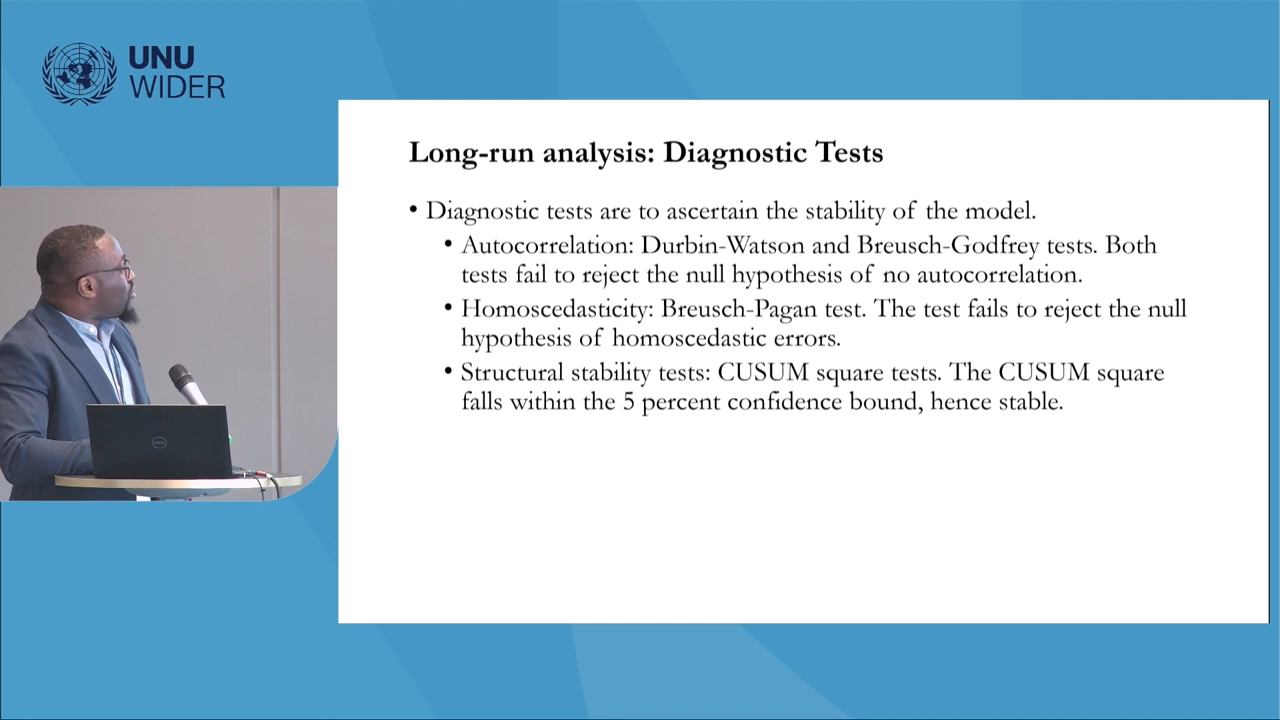 UNU
WIDER
Long-run analysis: Diagnostic Tests
• Diagnostic tests are to ascertain the stability of the model.
• Autocorrelation: Durbin-Watson and Breusch-Godfrey tests. Both
tests fail to reject the null hypothesis of no autocorrelation.
• Homoscedasticity: Breusch-Pagan test. The test fails to reject the null
hypothesis of homoscedastic errors.
• Structural stability tests: CUSUM square tests. The CUSUM square
falls within the 5 percent confidence bound, hence stable.
DELL